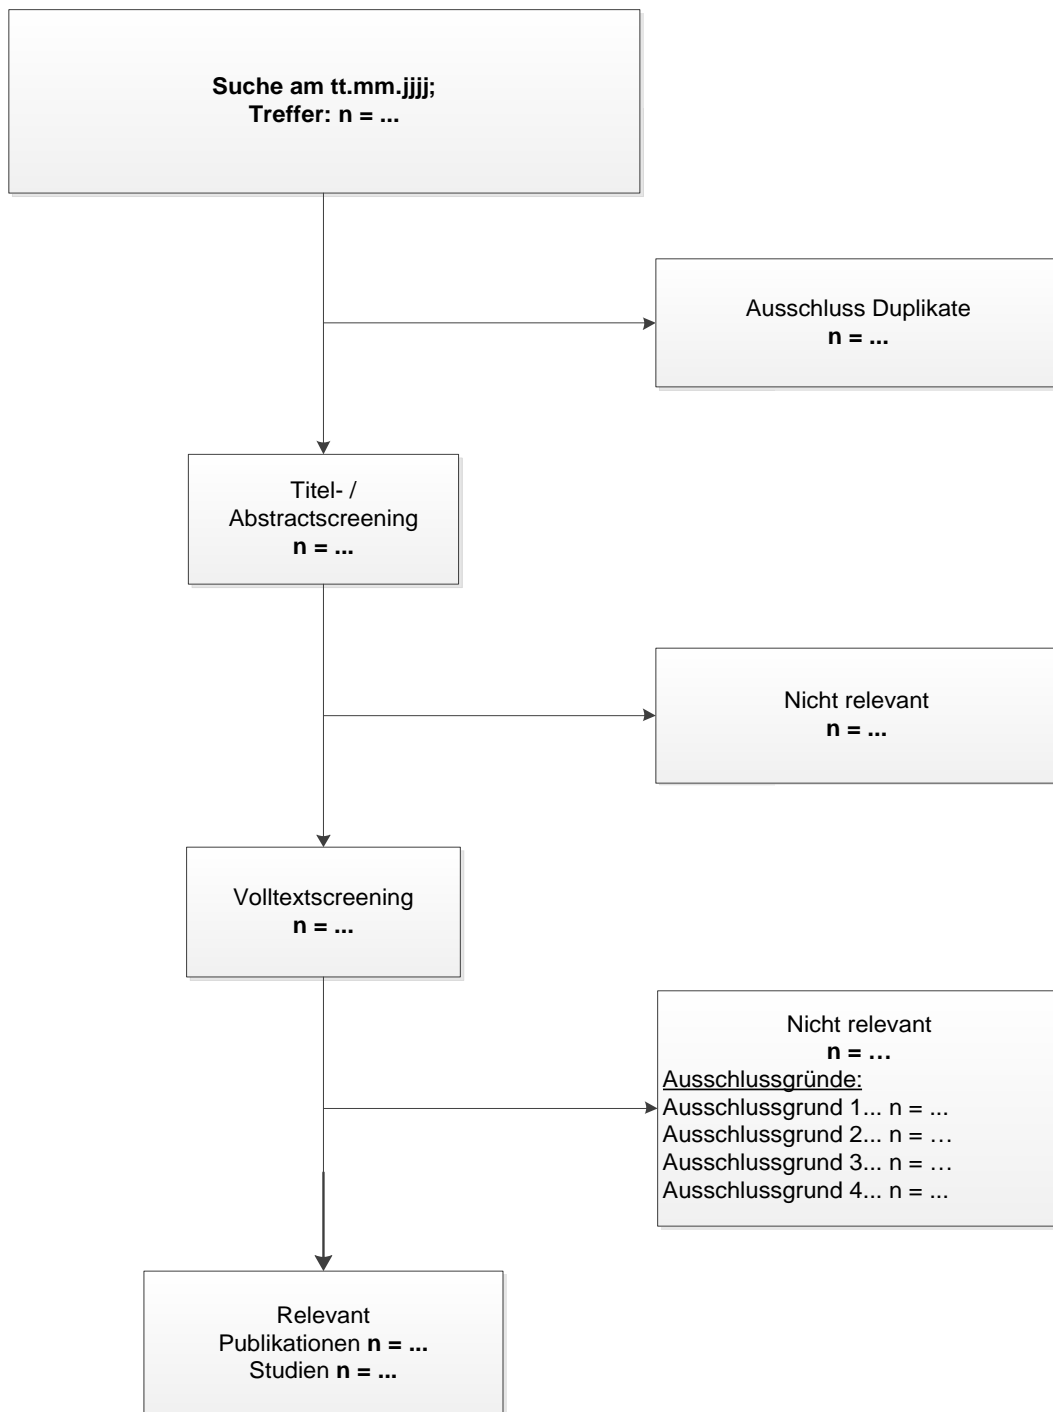 Suche am tt.mm.jjjj;
Treffer: n = ...
Ausschluss Duplikate
n = ...
Titel- /
Abstractscreening
n = ...
Nicht relevant
n = ...
Volltextscreening
n = ...
Nicht relevant
n = …
Ausschlussgründe:
Ausschlussgrund 1... n = ...
Ausschlussgrund 2... n = …
Ausschlussgrund 3... n = …
Ausschlussgrund 4... n = ...
Relevant
Publikationen n = ...
Studien n = ...